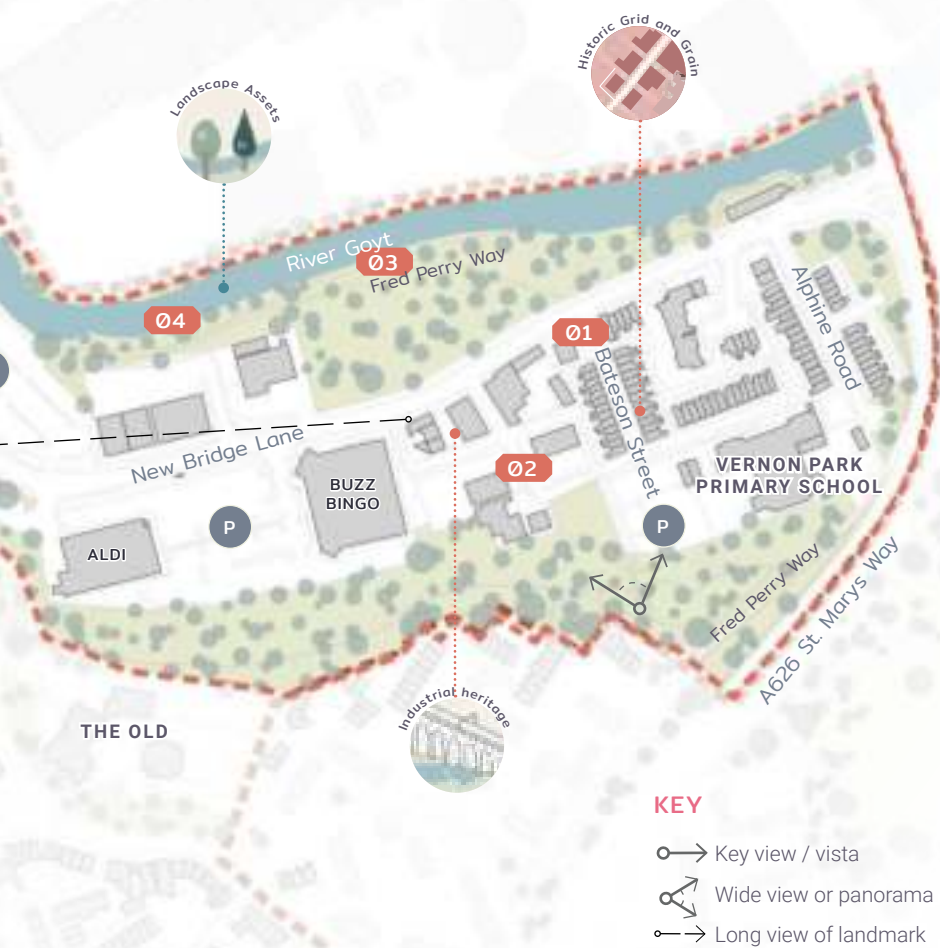 Historic Grid and Grain
Landscape Assets
River Goyt
03
Fred Perry Way
04
01
Alphine Road
Bateson Street
New Bridge Lane
02
VERNON PARK
PRIMARY SCHOOL
BUZZ
BINGO
P
P
ALDI
Fred Perry Way
A626 St. Marys Way
Industrial heritage
THE OLD
KEY
Key view / vista
Wide view or panorama
Long view of landmark